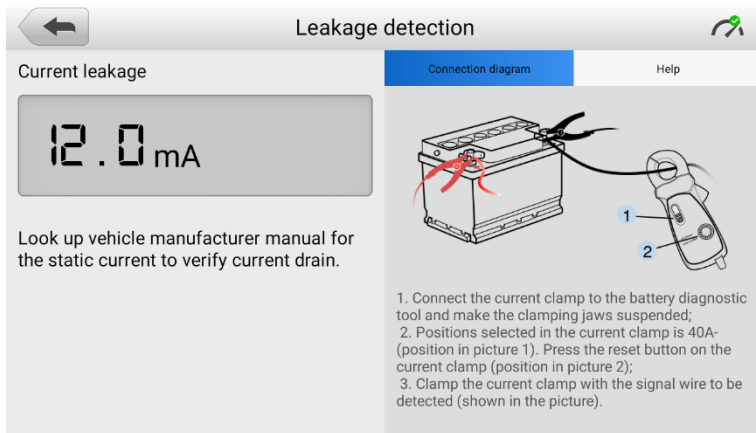 Leakage detection
Current leakage
12.0 mA
Look up vehicle manufacturer manual for
the static current to verify current drain.
Connection diagram
Help
1
2
1. Connect the current clamp to the battery diagnostic
tool and make the clamping jaws suspended;
2. Positions selected in the current clamp is 40A-
(position in picture 1). Press the reset button on the
current clamp (position in picture 2);
3. Clamp the current clamp with the signal wire to be
detected (shown in the picture).